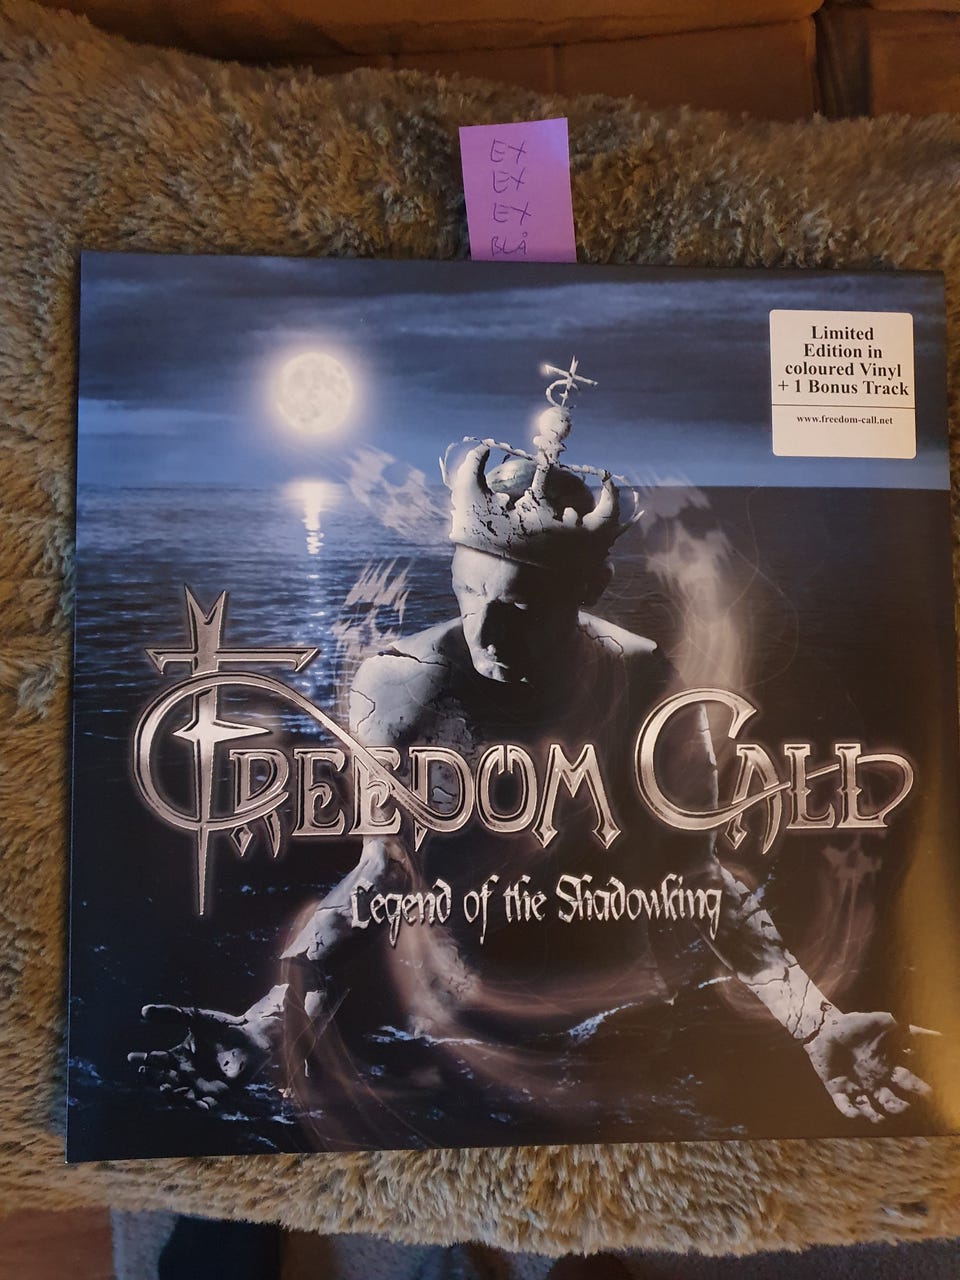 EX
EX
EX
BLÅ
Limited
Edition in
coloured Vinyl
+ 1 Bonus Track
www.freedom-call.net
FREEDOM CALL
Legend of the Shadowking